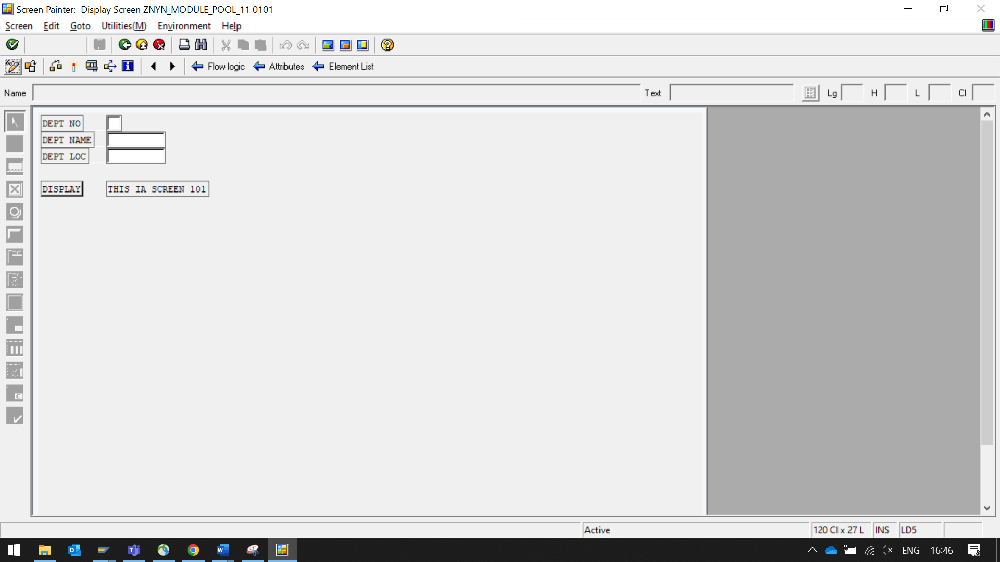 Screen Painter: Display Screen ZNYN_MODULE_POOL_11 0101
Screen Edit Goto Utilities(M) Environment Help
Flow logic Attributes Element List
Name Text Lg H L Cl
DEPT NO
DEPT NAME
DEPT LOC
DISPLAY THIS IA SCREEN 101
Active 120 Cl x 27 L INS LD5
ENG 16:46